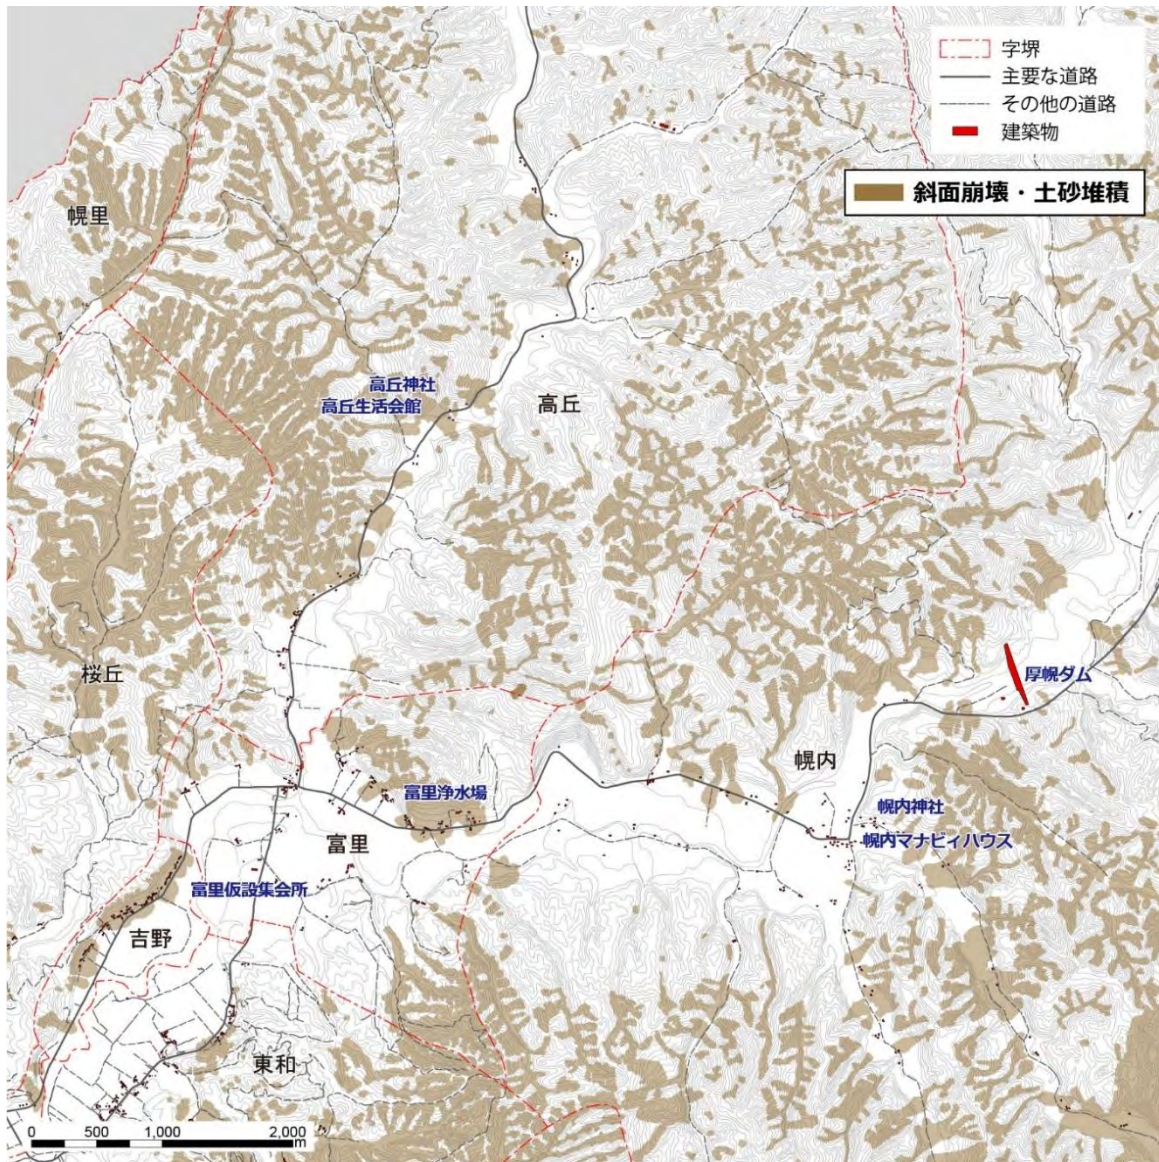 字堺
主要な道路
その他の道路
建築物
斜面崩壊・土砂堆積
幌里
高丘神社
高丘生活会館
高丘
桜丘
厚幌ダム
幌内
富里浄水場
幌内神社
富里
幌内マナビィハウス
富里仮設集会所
吉野
東和
0 500 1,000 2,000
m